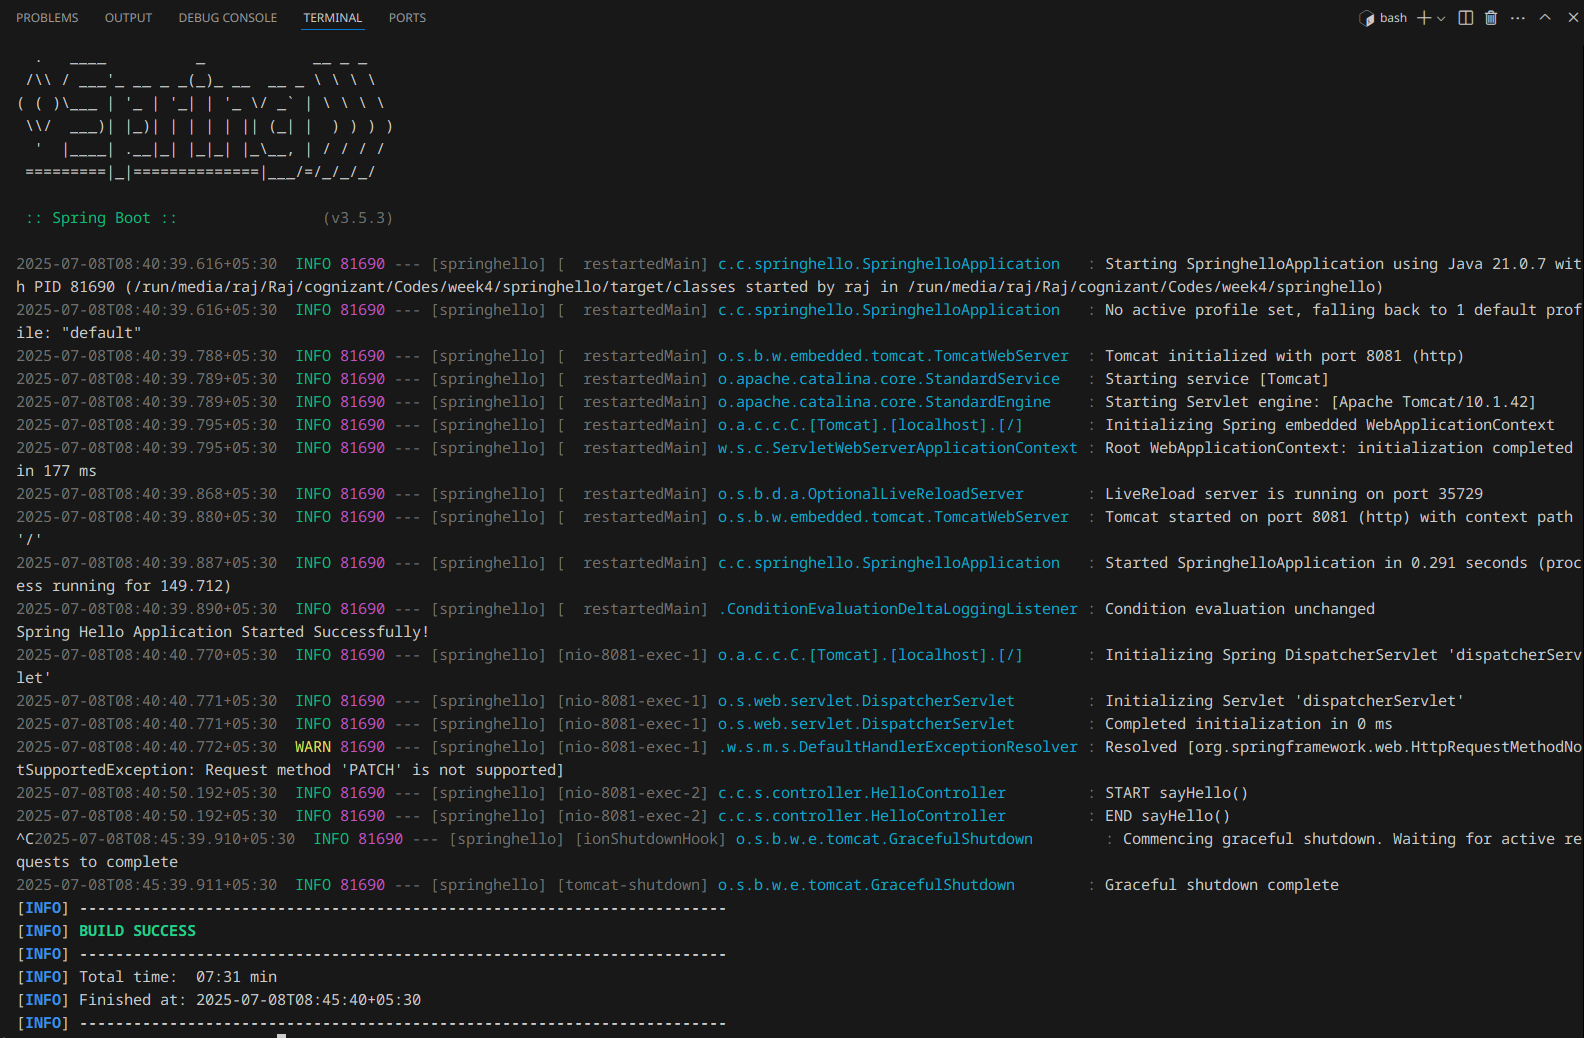 PROBLEMS OUTPUT DEBUG CONSOLE TERMINAL PORTS bash
  .   ____          _            __ _ _
 /\\ / ___'_ __ _ _(_)_ __  __ _ \ \ \ \
( ( )\___ | '_ | '_| | '_ \/ _` | \ \ \ \
 \\/  ___)| |_)| | | | | || (_| |  ) ) ) )
  '  |____| .__|_| |_|_| |_\__, | / / / /
 =========|_|==============|___/=/_/_/_/
 :: Spring Boot ::                (v3.5.3)
2025-07-08T08:40:39.616+05:30  INFO 81690 --- [springhello] [  restartedMain] c.c.springhello.SpringhelloApplication   : Starting SpringhelloApplication using Java 21.0.7 wit
h PID 81690 (/run/media/raj/Raj/cognizant/Codes/week4/springhello/target/classes started by raj in /run/media/raj/Raj/cognizant/Codes/week4/springhello)
2025-07-08T08:40:39.616+05:30  INFO 81690 --- [springhello] [  restartedMain] c.c.springhello.SpringhelloApplication   : No active profile set, falling back to 1 default prof
ile: "default"
2025-07-08T08:40:39.788+05:30  INFO 81690 --- [springhello] [  restartedMain] o.s.b.w.embedded.tomcat.TomcatWebServer  : Tomcat initialized with port 8081 (http)
2025-07-08T08:40:39.789+05:30  INFO 81690 --- [springhello] [  restartedMain] o.apache.catalina.core.StandardService   : Starting service [Tomcat]
2025-07-08T08:40:39.789+05:30  INFO 81690 --- [springhello] [  restartedMain] o.apache.catalina.core.StandardEngine    : Starting Servlet engine: [Apache Tomcat/10.1.42]
2025-07-08T08:40:39.795+05:30  INFO 81690 --- [springhello] [  restartedMain] o.a.c.c.C.[Tomcat].[localhost].[/]       : Initializing Spring embedded WebApplicationContext
2025-07-08T08:40:39.795+05:30  INFO 81690 --- [springhello] [  restartedMain] w.s.c.ServletWebServerApplicationContext : Root WebApplicationContext: initialization completed
in 177 ms
2025-07-08T08:40:39.868+05:30  INFO 81690 --- [springhello] [  restartedMain] o.s.b.d.a.OptionalLiveReloadServer       : LiveReload server is running on port 35729
2025-07-08T08:40:39.880+05:30  INFO 81690 --- [springhello] [  restartedMain] o.s.b.w.embedded.tomcat.TomcatWebServer  : Tomcat started on port 8081 (http) with context path
'/'
2025-07-08T08:40:39.887+05:30  INFO 81690 --- [springhello] [  restartedMain] c.c.springhello.SpringhelloApplication   : Started SpringhelloApplication in 0.291 seconds (proc
ess running for 149.712)
2025-07-08T08:40:39.890+05:30  INFO 81690 --- [springhello] [  restartedMain] .ConditionEvaluationDeltaLoggingListener : Condition evaluation unchanged
Spring Hello Application Started Successfully!
2025-07-08T08:40:40.770+05:30  INFO 81690 --- [springhello] [nio-8081-exec-1] o.a.c.c.C.[Tomcat].[localhost].[/]       : Initializing Spring DispatcherServlet 'dispatcherServ
let'
2025-07-08T08:40:40.771+05:30  INFO 81690 --- [springhello] [nio-8081-exec-1] o.s.web.servlet.DispatcherServlet        : Initializing Servlet 'dispatcherServlet'
2025-07-08T08:40:40.771+05:30  INFO 81690 --- [springhello] [nio-8081-exec-1] o.s.web.servlet.DispatcherServlet        : Completed initialization in 0 ms
2025-07-08T08:40:40.772+05:30  WARN 81690 --- [springhello] [nio-8081-exec-1] .w.s.m.s.DefaultHandlerExceptionResolver : Resolved [org.springframework.web.HttpRequestMethodNo
tSupportedException: Request method 'PATCH' is not supported]
2025-07-08T08:40:50.192+05:30  INFO 81690 --- [springhello] [nio-8081-exec-2] c.c.s.controller.HelloController         : START sayHello()
2025-07-08T08:40:50.192+05:30  INFO 81690 --- [springhello] [nio-8081-exec-2] c.c.s.controller.HelloController         : END sayHello()
^C2025-07-08T08:45:39.910+05:30  INFO 81690 --- [springhello] [ionShutdownHook] o.s.b.w.e.tomcat.GracefulShutdown        : Commencing graceful shutdown. Waiting for active re
quests to complete
2025-07-08T08:45:39.911+05:30  INFO 81690 --- [springhello] [tomcat-shutdown] o.s.b.w.e.tomcat.GracefulShutdown        : Graceful shutdown complete
[INFO] ------------------------------------------------------------------------
[INFO] BUILD SUCCESS
[INFO] ------------------------------------------------------------------------
[INFO] Total time:  07:31 min
[INFO] Finished at: 2025-07-08T08:45:40+05:30
[INFO] ------------------------------------------------------------------------